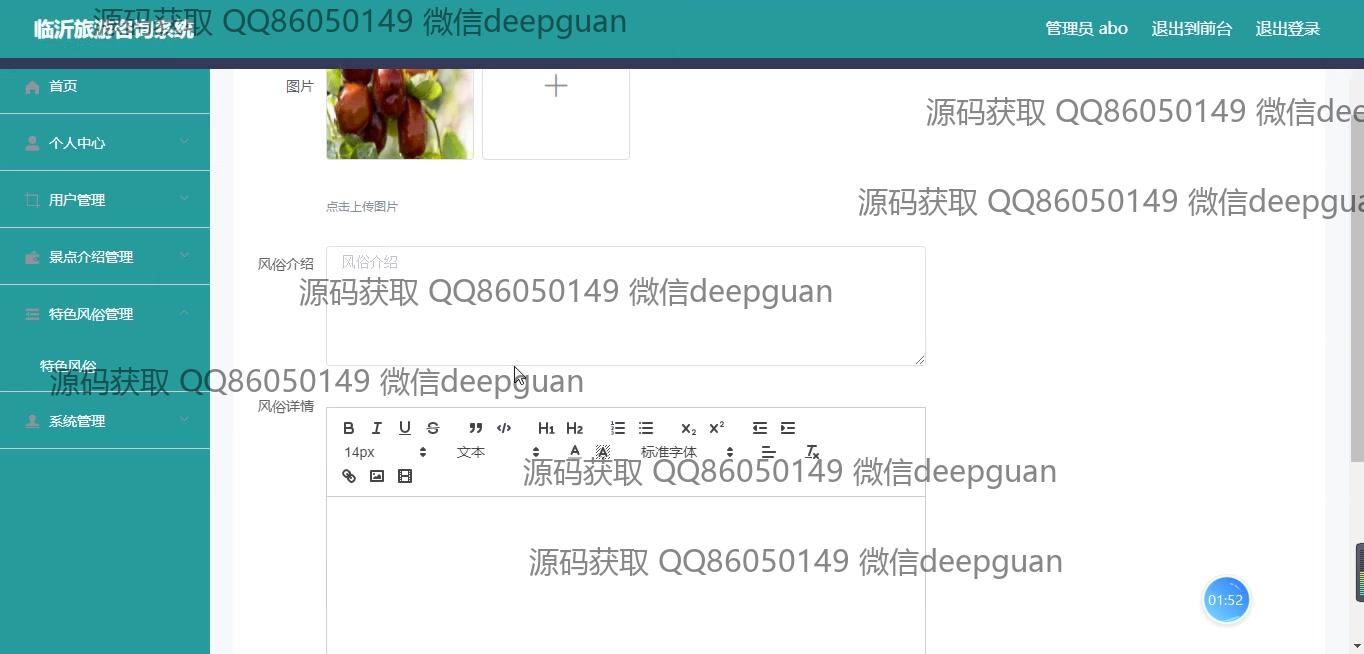 临沂旅游咨询系统
源码获取 QQ86050149 微信deepguan
管理员 abo 退出到前台 退出登录
首页
图片
源码获取 QQ86050149 微信dee
个人中心
用户管理
点击上传图片
源码获取 QQ86050149 微信deepgua
景点介绍管理
风俗介绍
风俗介绍
源码获取 QQ86050149 微信deepguan
特色风俗管理
特色风俗
源码获取 QQ86050149 微信deepguan
风俗详情
系统管理
B I U S H1 H2 X2 X2
14px 文本 A A 标准字体 Tx
源码获取 QQ86050149 微信deepguan
源码获取 QQ86050149 微信deepguan
01:52